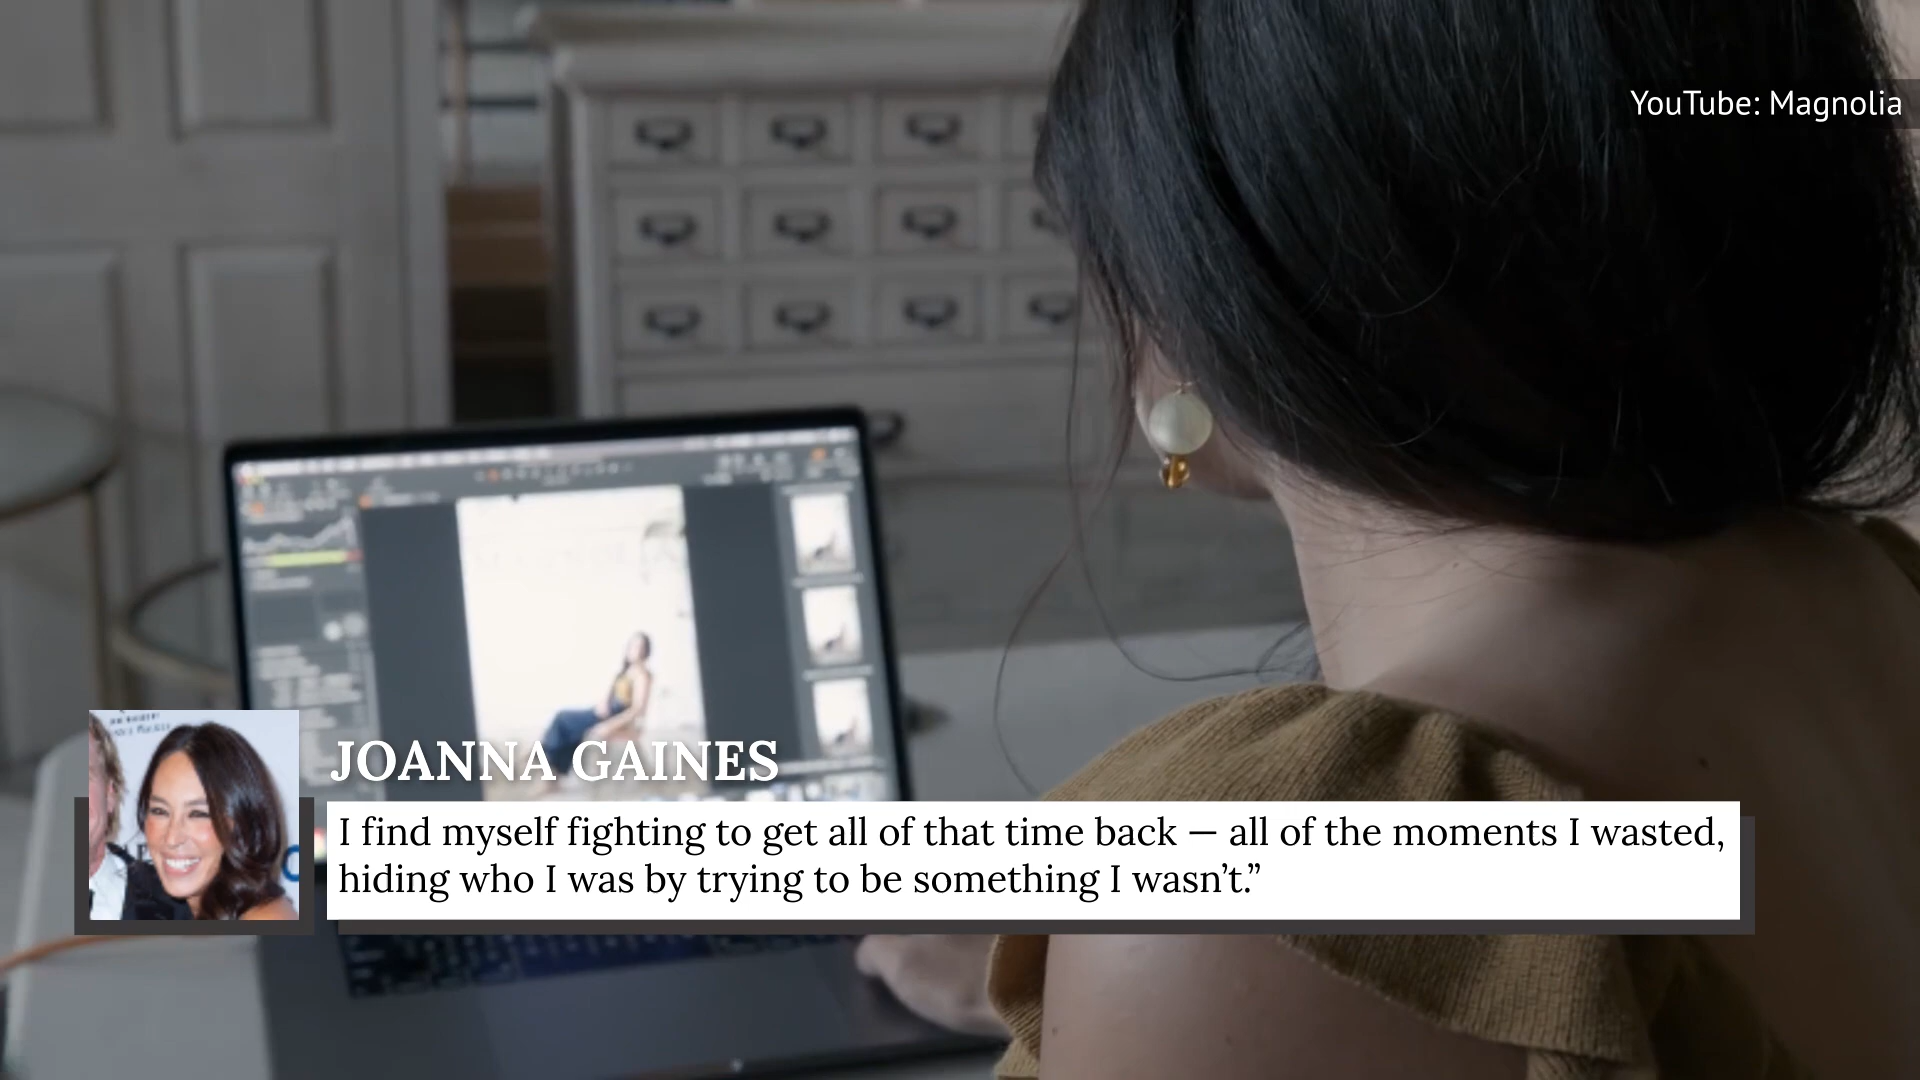 YouTube: Magnolia
JOANNA GAINES
I find myself fighting to get all of that time back — all of the moments I wasted,
hiding who I was by trying to be something I wasn’t.”